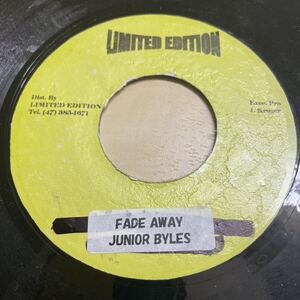 LIMITED EDITION
Dist. By
LIMITED EDITION
Tel. (47) 383-1671
Exec. Pro
FADE AWAY
JUNIOR BYLES